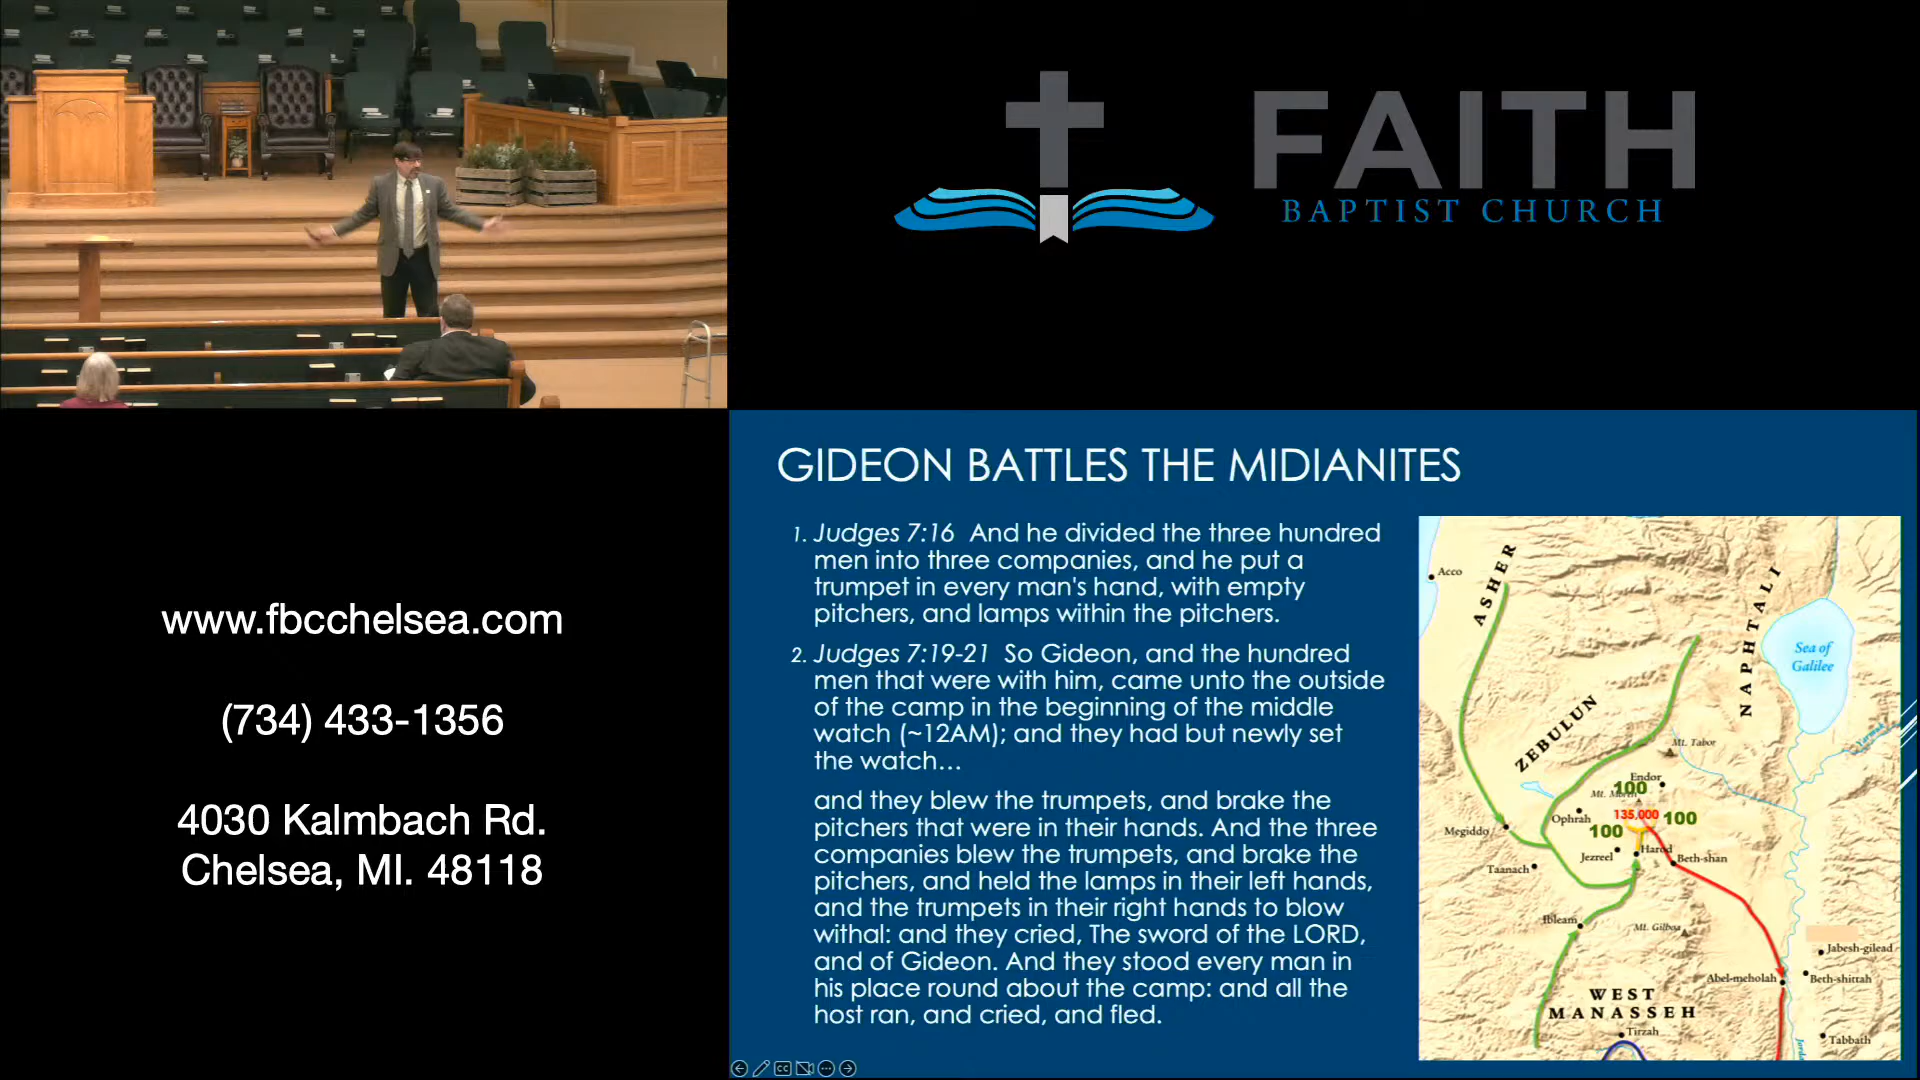 FAITH
BAPTIST CHURCH
www.fbcchelsea.com
(734) 433-1356
4030 Kalmbach Rd.
Chelsea, MI. 48118
GIDEON BATTLES THE MIDIANITES
1. Judges 7:16 And he divided the three hundred
men into three companies, and he put a
trumpet in every man's hand, with empty
pitchers, and lamps within the pitchers.
2. Judges 7:19-21 So Gideon, and the hundred
men that were with him, came unto the outside
of the camp in the beginning of the middle
watch (~12AM); and they had but newly set
the watch…
and they blew the trumpets, and brake the
pitchers that were in their hands. And the three
companies blew the trumpets, and brake the
pitchers, and held the lamps in their left hands,
and the trumpets in their right hands to blow
withal: and they cried, The sword of the LORD,
and of Gideon. And they stood every man in
his place round about the camp: and all the
host ran, and cried, and fled.
Acco
ASHER
NAPHTALI
Sea of
Galilee
ZEBULUN
Mt. Tabor
Endor
100
Mt.
Ophrah
135,000
100
100
Megiddo
Jezreel
Harod
Beth-shan
Taanach
Ibleam
Mt. Gilboa
Jabesh-gilead
Abel-meholah
Beth-shittah
WEST
MANASSEH
Tirzah
Tabbath
CC